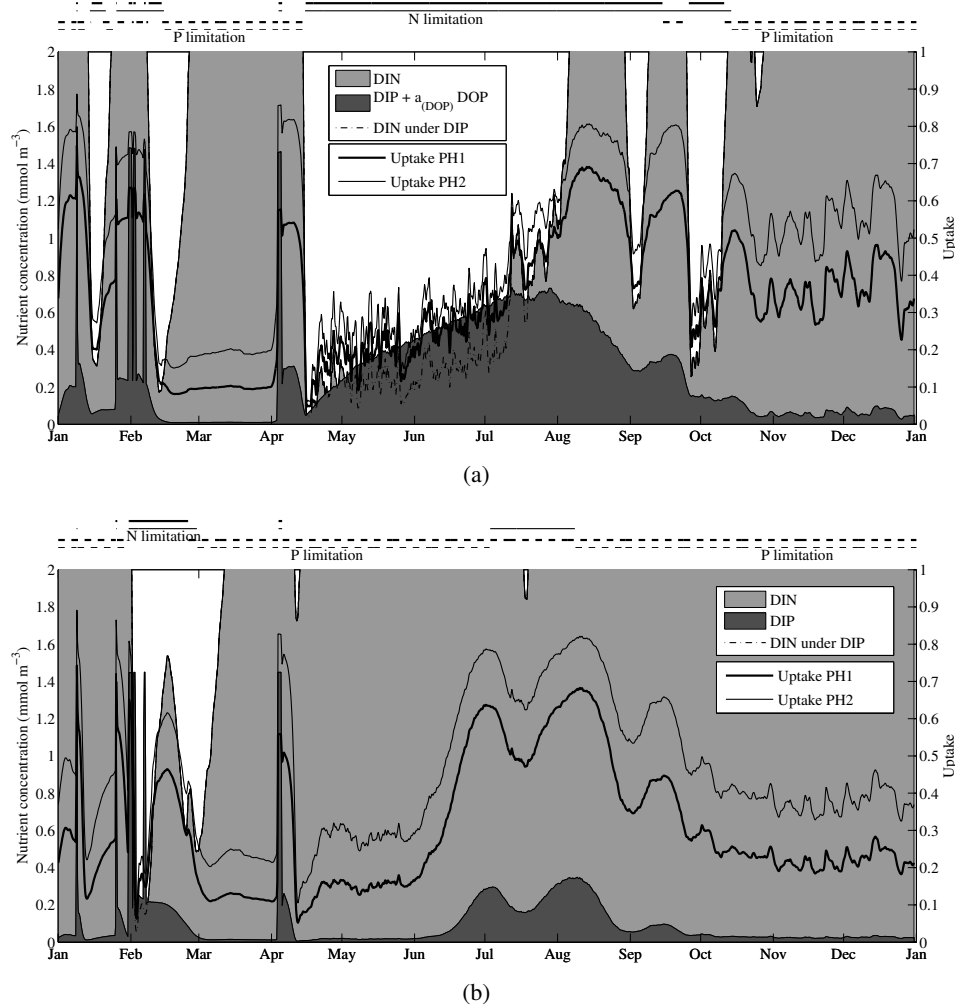 N limitation
P limitation P limitation
2
1.8
1.6
1.4
1.2
1
0.8
0.6
0.4
0.2
0
Nutrient concentration (mmol m−3)
DIN
DIP + a(DOP) DOP
DIN under DIP
Uptake PH1
Uptake PH2
1
0.9
0.8
0.7
0.6
0.5
0.4
0.3
0.2
0.1
0
Uptake
Jan Feb Mar Apr May Jun Jul Aug Sep Oct Nov Dec Jan
(a)
N limitation
P limitation P limitation
2
1.8
1.6
1.4
1.2
1
0.8
0.6
0.4
0.2
0
Nutrient concentration (mmol m−3)
DIN
DIP
DIN under DIP
Uptake PH1
Uptake PH2
1
0.9
0.8
0.7
0.6
0.5
0.4
0.3
0.2
0.1
0
Uptake
Jan Feb Mar Apr May Jun Jul Aug Sep Oct Nov Dec Jan
(b)